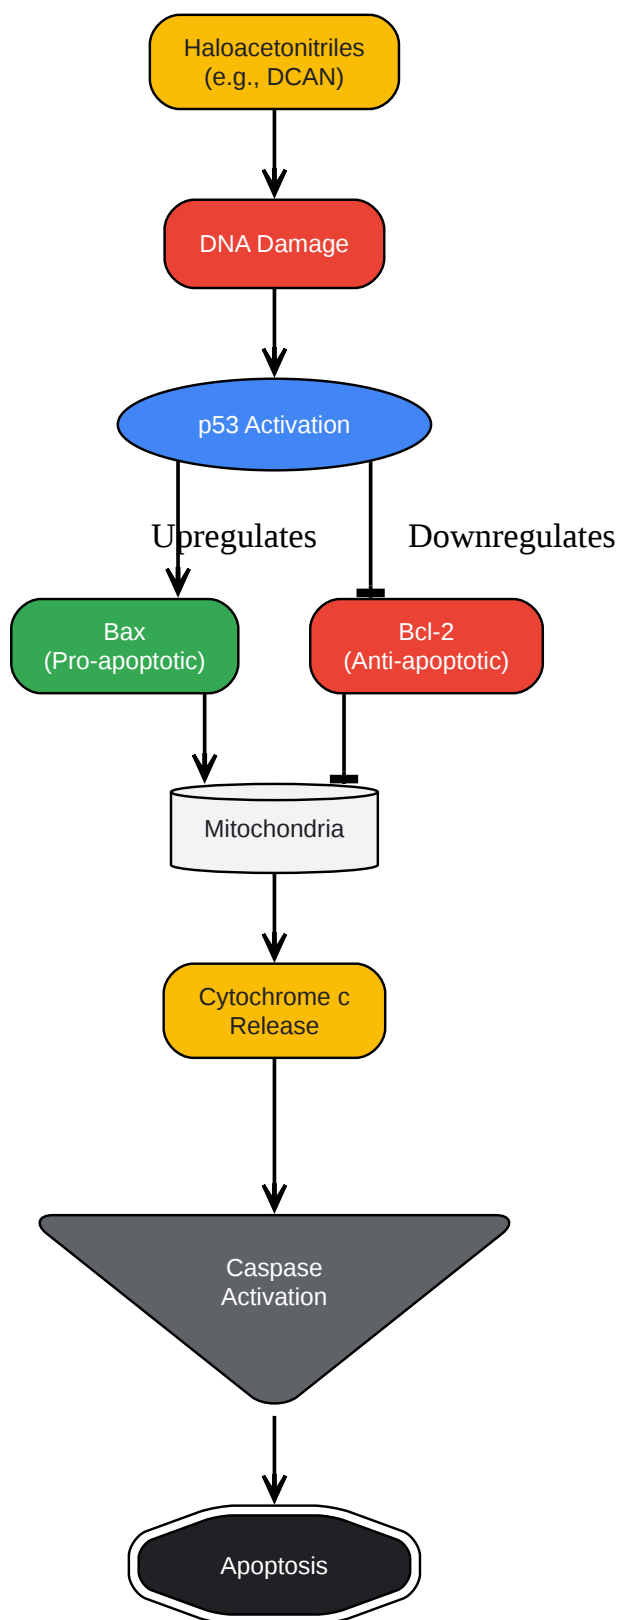 Haloacetonitriles
(e.g., DCAN)
DNA Damage
p53 Activation
Upregulates
Downregulates
Bax
(Pro-apoptotic)
Bcl-2
(Anti-apoptotic)
Mitochondria
Cytochrome c
Release
Caspase
Activation
Apoptosis